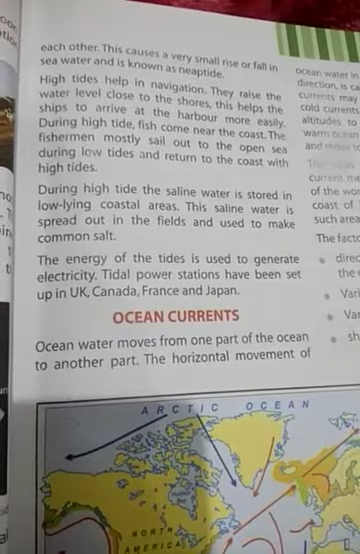 each other. This causes a very small rise or fall in
sea water and is known as neaptide.
High tides help in navigation. They raise the
water level close to the shores, this helps the
ships to arrive at the harbour more easily.
During high tide, fish come near the coast. The
fishermen mostly sail out to the open sea
during low tides and return to the coast with
high tides.
During high tide the saline water is stored in
low-lying coastal areas. This saline water is
spread out in the fields and used to make
common salt.
The energy of the tides is used to generate
electricity. Tidal power stations have been set
up in UK, Canada, France and Japan.
OCEAN CURRENTS
Ocean water moves from one part of the ocean
to another part. The horizontal movement of
ARCTIC OCEAN
NORTH
AMERICA
ocean water in
direction, is ca
currents may
cold currents
altitudes to
warm ocean
and move to
current me
of the wor
coast of
such area
The facto
direc
the
Vari
Var
sh